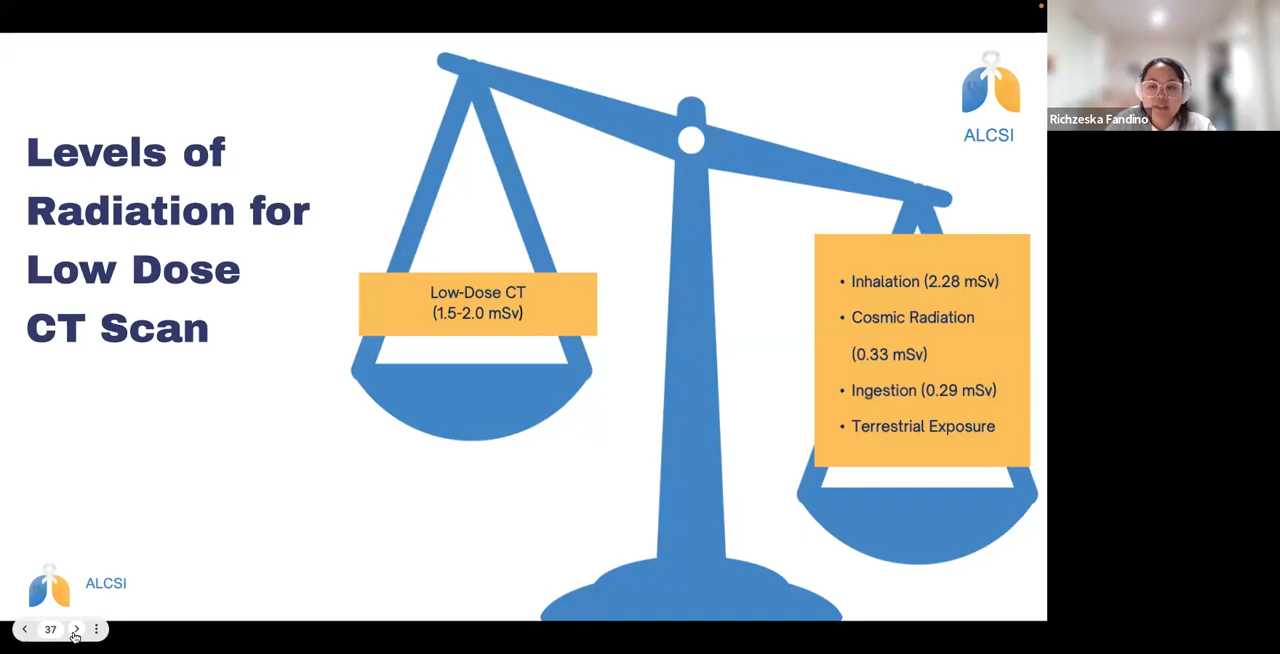 Levels of
Radiation for
Low Dose
CT Scan
Low-Dose CT
(1.5-2.0 mSv)
• Inhalation (2.28 mSv)
• Cosmic Radiation
(0.33 mSv)
• Ingestion (0.29 mSv)
• Terrestrial Exposure
ALCSI
ALCSI
37
Richzeska Fandino